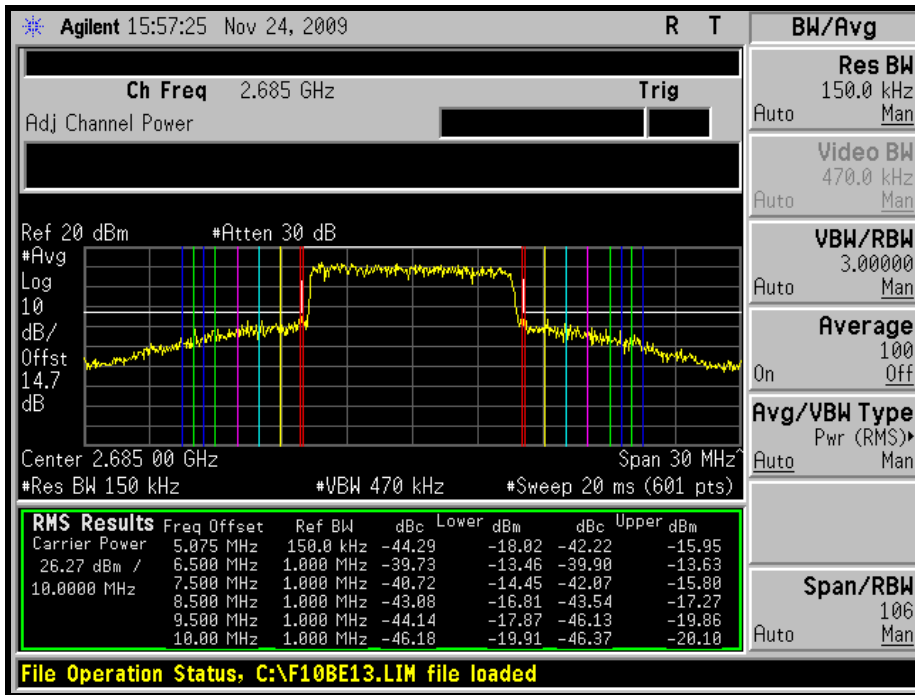 Agilent 15:57:25 Nov 24, 2009 R T
Ch Freq 2.685 GHz Trig
Adj Channel Power
Ref 20 dBm #Atten 30 dB
#Avg
Log
10
dB/
Offst
14.7
dB
Center 2.685 00 GHz Span 30 MHz^
#Res BW 150 kHz #VBW 470 kHz #Sweep 20 ms (601 pts)
RMS Results Freq Offset Ref BW dBc Lower dBm dBc Upper dBm
Carrier Power 5.075 MHz 150.0 kHz -44.29 -18.02 -42.22 -15.95
26.27 dBm / 6.500 MHz 1.000 MHz -39.73 -13.46 -39.90 -13.63
10.0000 MHz 7.500 MHz 1.000 MHz -40.72 -14.45 -42.07 -15.80
8.500 MHz 1.000 MHz -43.08 -16.81 -43.54 -17.27
9.500 MHz 1.000 MHz -44.14 -17.87 -46.13 -19.86
10.00 MHz 1.000 MHz -46.18 -19.91 -46.37 -20.10
File Operation Status, C:\F10BE13.LIM file loaded
BW/Avg
Res BW
150.0 kHz
Auto Man
Video BW
470.0 kHz
Auto Man
VBW/RBW
3.00000
Auto Man
Average
100
On Off
Avg/VBW Type
Pwr (RMS)
Auto Man
Span/RBW
106
Auto Man